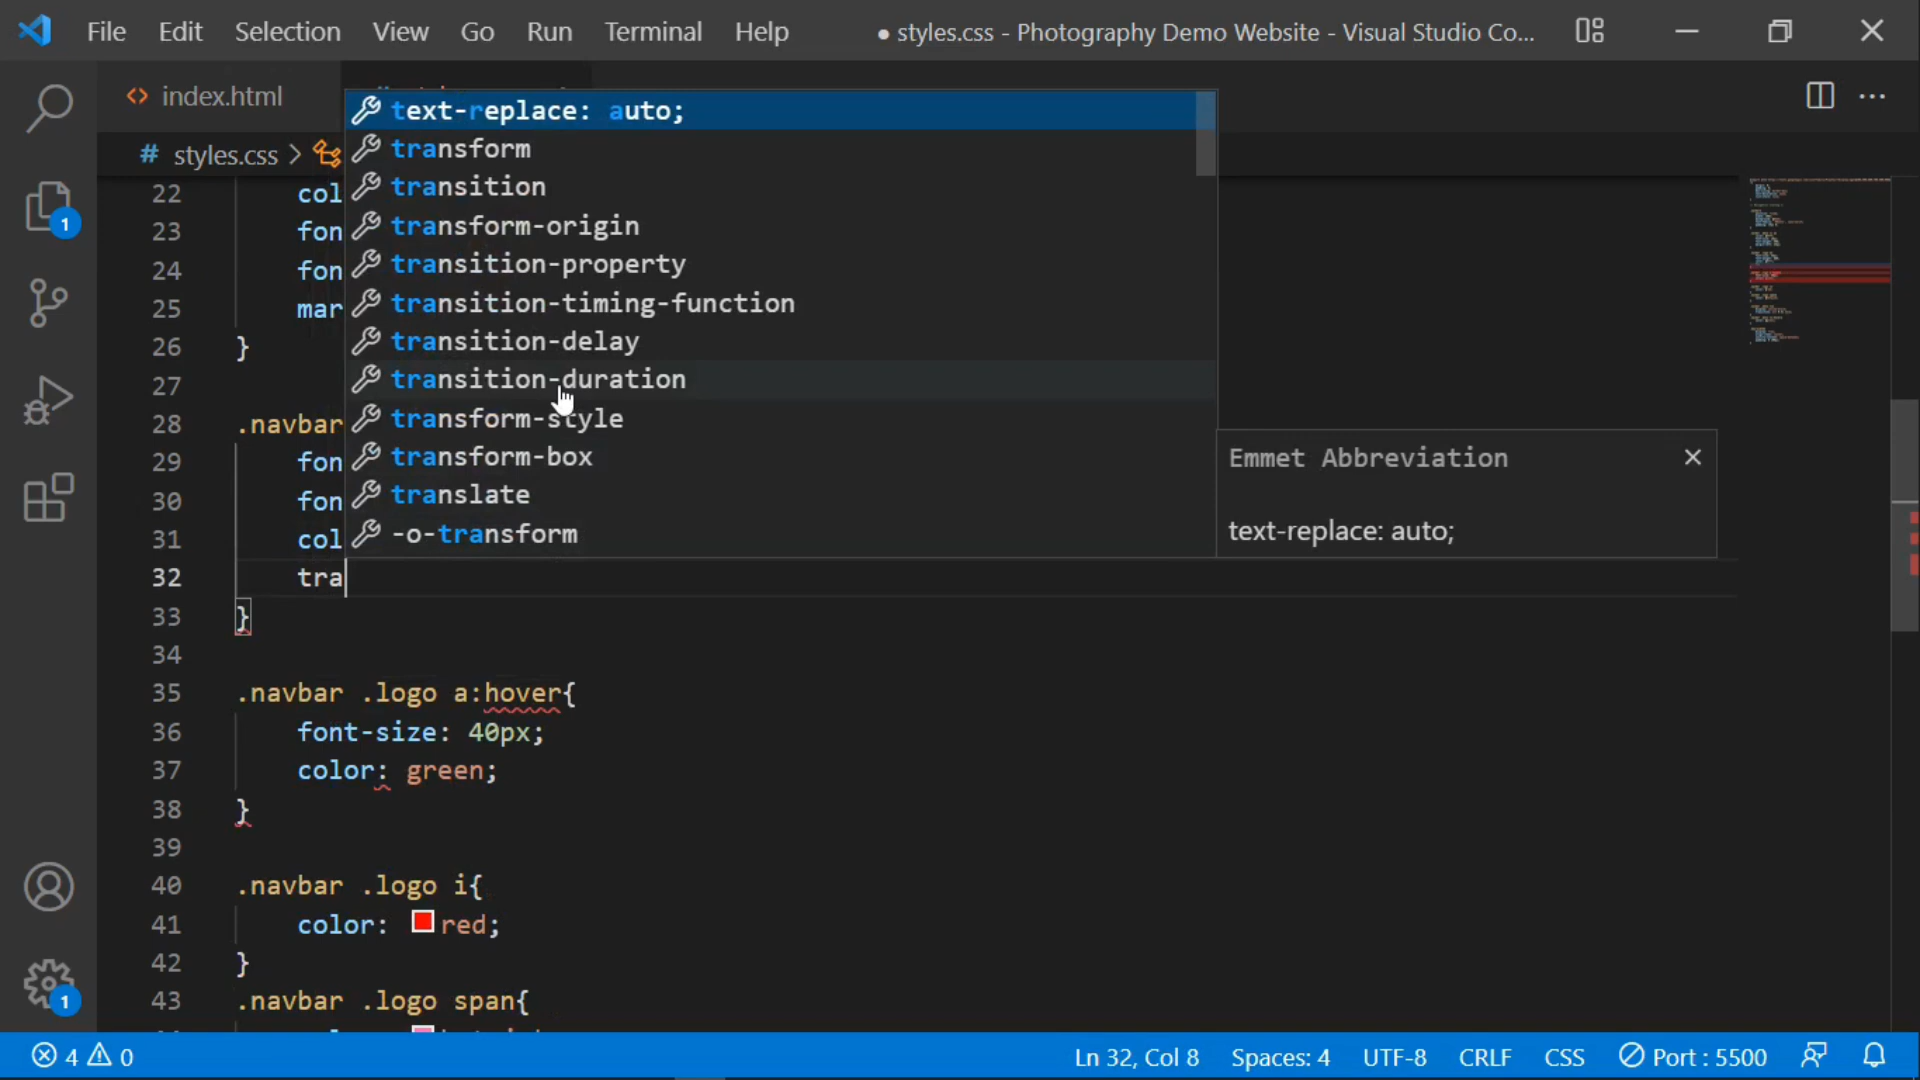 File Edit Selection View Go Run Terminal Help ● styles.css - Photography Demo Website - Visual Studio Co...
index.html
# styles.css >
text-replace: auto;
transform
transition
transform-origin
transition-property
transition-timing-function
transition-delay
transition-duration
transform-style
transform-box
translate
-o-transform
Emmet Abbreviation
text-replace: auto;
22 col
23 fon
24 fon
25 mar
26 }
27
28 .navbar
29 fon
30 fon
31 col
32 tra
33 }
34
35 .navbar .logo a:hover{
36 font-size: 40px;
37 color: green;
38 }
39
40 .navbar .logo i{
41 color: red;
42 }
43 .navbar .logo span{
1
1
4 0 Ln 32, Col 8 Spaces: 4 UTF-8 CRLF CSS Port : 5500